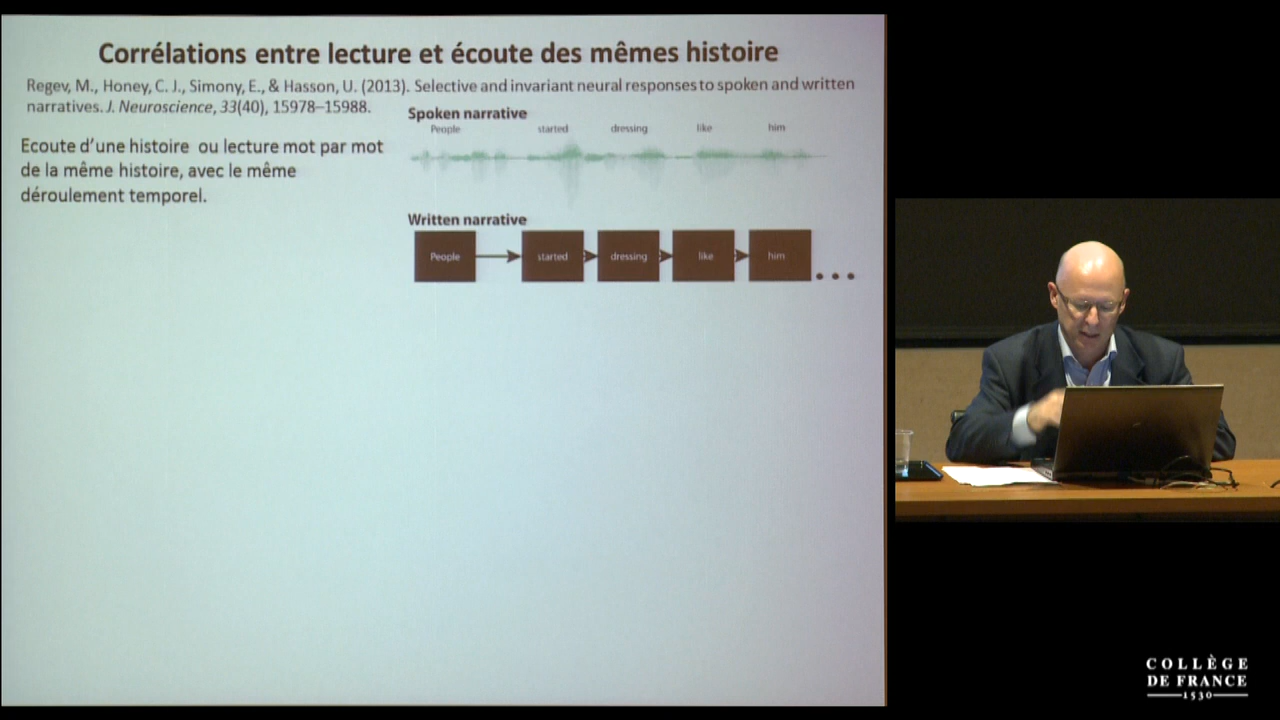 Corrélations entre lecture et écoute des mêmes histoire
Regev, M., Honey, C. J., Simony, E., & Hasson, U. (2013). Selective and invariant neural responses to spoken and written
narratives. J. Neuroscience, 33(40), 15978–15988.
Ecoute d’une histoire ou lecture mot par mot
de la même histoire, avec le même
déroulement temporel.
Spoken narrative
People started dressing like him
Written narrative
People started dressing like him
...
COLLÈGE
DE FRANCE
1530